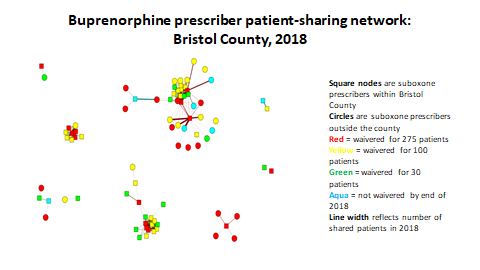 Buprenorphine prescriber patient-sharing network:
Bristol County, 2018
Square nodes are suboxone
prescribers within Bristol
County
Circles are suboxone prescribers
outside the county
Red = waivered for 275 patients
Yellow = waivered for 100
patients
Green = waivered for 30
patients
Aqua = not waivered by end of
2018
Line width reflects number of
shared patients in 2018